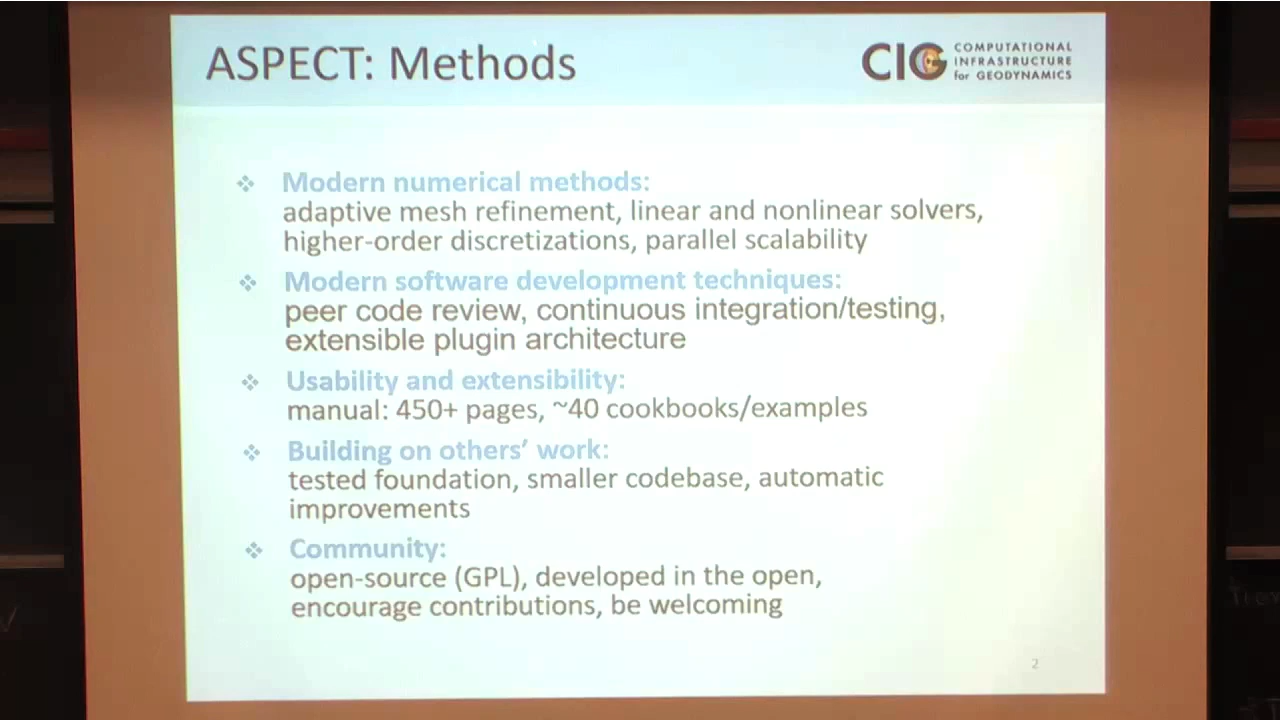 ASPECT: Methods
CIG COMPUTATIONAL
INFRASTRUCTURE
for GEODYNAMICS
Modern numerical methods:
adaptive mesh refinement, linear and nonlinear solvers,
higher-order discretizations, parallel scalability
Modern software development techniques:
peer code review, continuous integration/testing,
extensible plugin architecture
Usability and extensibility:
manual: 450+ pages, ~40 cookbooks/examples
Building on others’ work:
tested foundation, smaller codebase, automatic
improvements
Community:
open-source (GPL), developed in the open,
encourage contributions, be welcoming
2